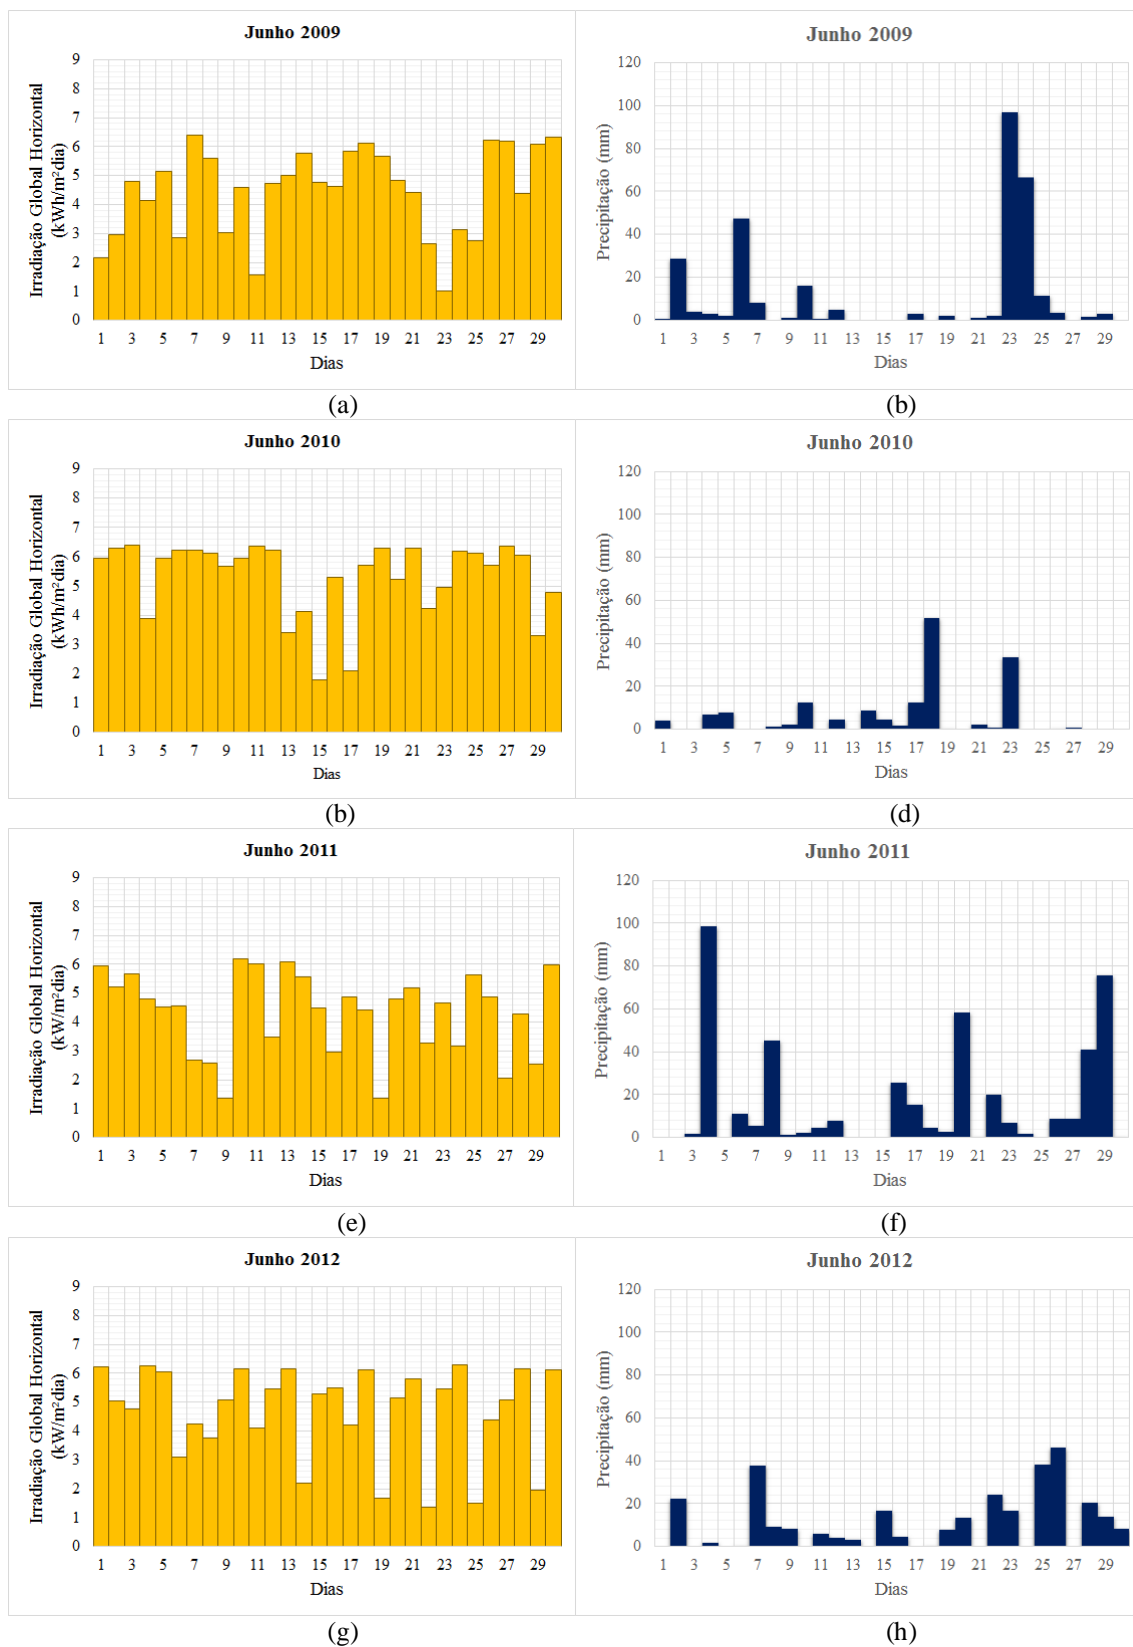 Junho 2009
Irradiação Global Horizontal
(kWh/m²dia)
9
8
7
6
5
4
3
2
1
0
1 3 5 7 9 11 13 15 17 19 21 23 25 27 29
Dias
(a)
Junho 2009
Precipitação (mm)
120
100
80
60
40
20
0
1 3 5 7 9 11 13 15 17 19 21 23 25 27 29
Dias
(b)
Junho 2010
Irradiação Global Horizontal
(kWh/m²dia)
9
8
7
6
5
4
3
2
1
0
1 3 5 7 9 11 13 15 17 19 21 23 25 27 29
Dias
(b)
Junho 2010
Precipitação (mm)
120
100
80
60
40
20
0
1 3 5 7 9 11 13 15 17 19 21 23 25 27 29
Dias
(d)
Junho 2011
Irradiação Global Horizontal
(kW/m²dia)
9
8
7
6
5
4
3
2
1
0
1 3 5 7 9 11 13 15 17 19 21 23 25 27 29
Dias
(e)
Junho 2011
Precipitação (mm)
120
100
80
60
40
20
0
1 3 5 7 9 11 13 15 17 19 21 23 25 27 29
Dias
(f)
Junho 2012
Irradiação Global Horizontal
(kW/m²dia)
9
8
7
6
5
4
3
2
1
0
1 3 5 7 9 11 13 15 17 19 21 23 25 27 29
Dias
(g)
Junho 2012
Precipitação (mm)
120
100
80
60
40
20
0
1 3 5 7 9 11 13 15 17 19 21 23 25 27 29
Dias
(h)